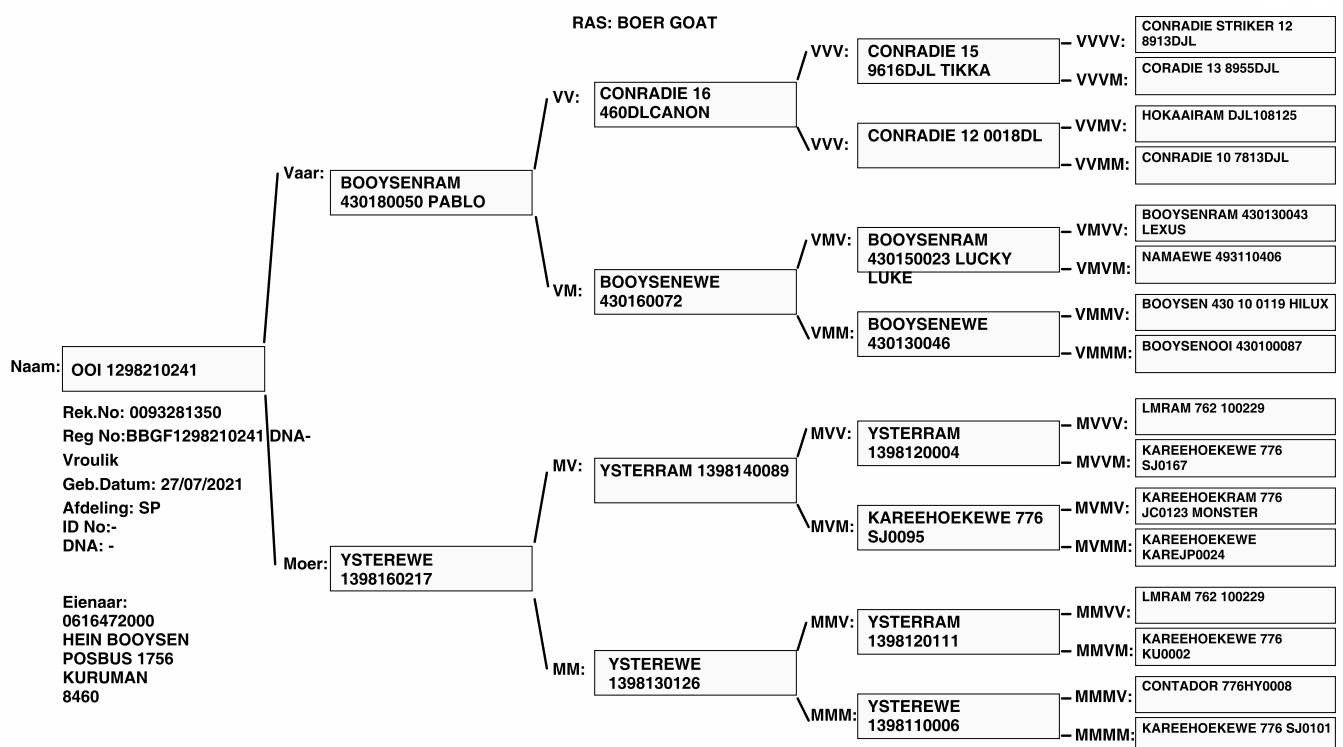 RAS: BOER GOAT
Naam:
OOI 1298210241
Rek.No: 0093281350
Reg No:BBGF1298210241 DNA-
Vroulik
Geb.Datum: 27/07/2021
Afdeling: SP
ID No:-
DNA: -
Eienaar:
0616472000
HEIN BOOYSEN
POSBUS 1756
KURUMAN
8460
Vaar:
BOOYSENRAM
430180050 PABLO
Moer:
YSTEREWE
1398160217
VV:
CONRADIE 16
460DLCANON
VM:
BOOYSENEWE
430160072
MV:
YSTERRAM 1398140089
MM:
YSTEREWE
1398130126
VVV:
CONRADIE 15
9616DJL TIKKA
VVV:
CONRADIE 12 0018DL
VMV:
BOOYSENRAM
430150023 LUCKY
LUKE
VMM:
BOOYSENEWE
430130046
MVV:
YSTERRAM
1398120004
MVM:
KAREEHOEKEWE 776
SJ0095
MMV:
YSTERRAM
1398120111
MMM:
YSTEREWE
1398110006
VVVV:
CONRADIE STRIKER 12
8913DJL
VVVM:
CORADIE 13 8955DJL
VVMV:
HOKAAIRAM DJL108125
VVMM:
CONRADIE 10 7813DJL
VMVV:
BOOYSENRAM 430130043
LEXUS
VMVM:
NAMAEWE 493110406
VMMV:
BOOYSEN 430 10 0119 HILUX
VMMM:
BOOYSENOOI 430100087
MVVV:
LMRAM 762 100229
MVVM:
KAREEHOEKEWE 776
SJ0167
MVMV:
KAREEHOEKRAM 776
JC0123 MONSTER
MVMM:
KAREEHOEKEWE
KAREJP0024
MMVV:
LMRAM 762 100229
MMVM:
KAREEHOEKEWE 776
KU0002
MMMV:
CONTADOR 776HY0008
MMMM:
KAREEHOEKEWE 776 SJ0101